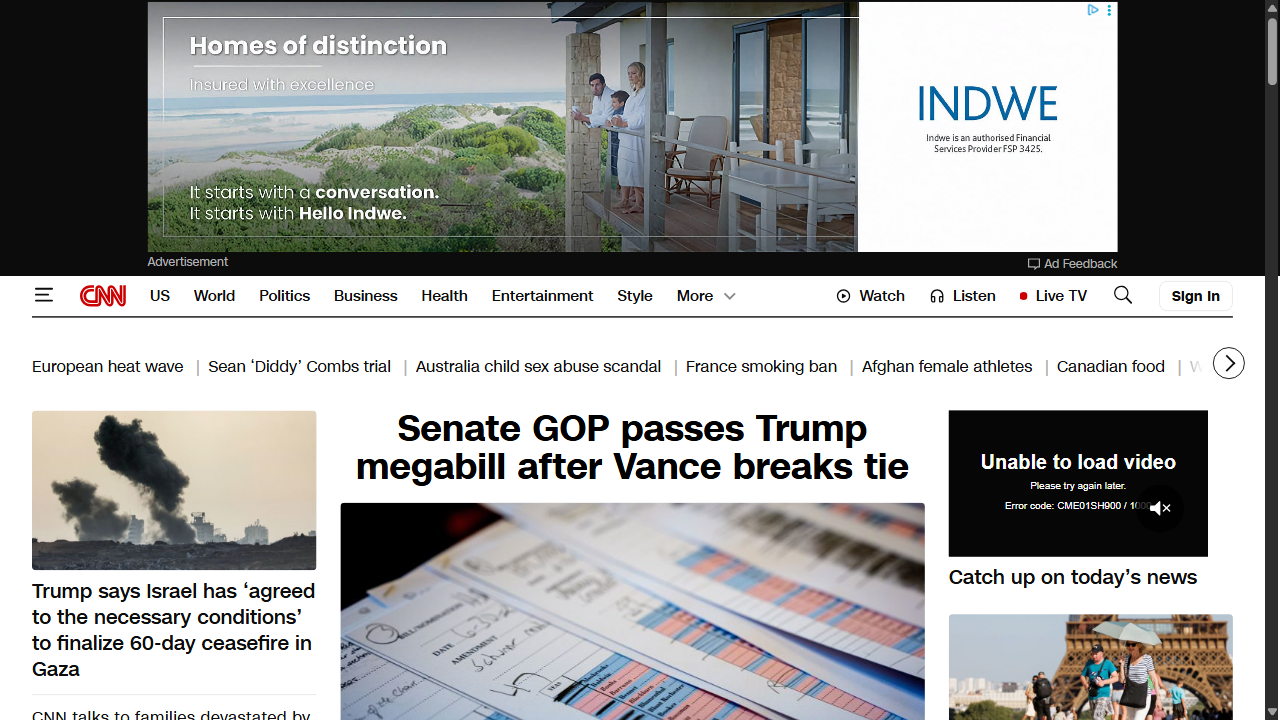 Homes of distinction
Insured with excellence
It starts with a conversation.
It starts with Hello Indwe.
INDWE
Indwe is an authorised Financial
Services Provider FSP 3425.
Advertisement
Ad Feedback
CNN US World Politics Business Health Entertainment Style More Watch Listen Live TV Sign in
European heat wave | Sean ‘Diddy’ Combs trial | Australia child sex abuse scandal | France smoking ban | Afghan female athletes | Canadian food |
Trump says Israel has ‘agreed
to the necessary conditions’
to finalize 60-day ceasefire in
Gaza
CNN talks to families devastated by
Senate GOP passes Trump
megabill after Vance breaks tie
BILL/NOMINATION
DATE
AMENDMENT
47
Unable to load video
Please try again later.
Error code: CME01SH900 /
Catch up on today’s news